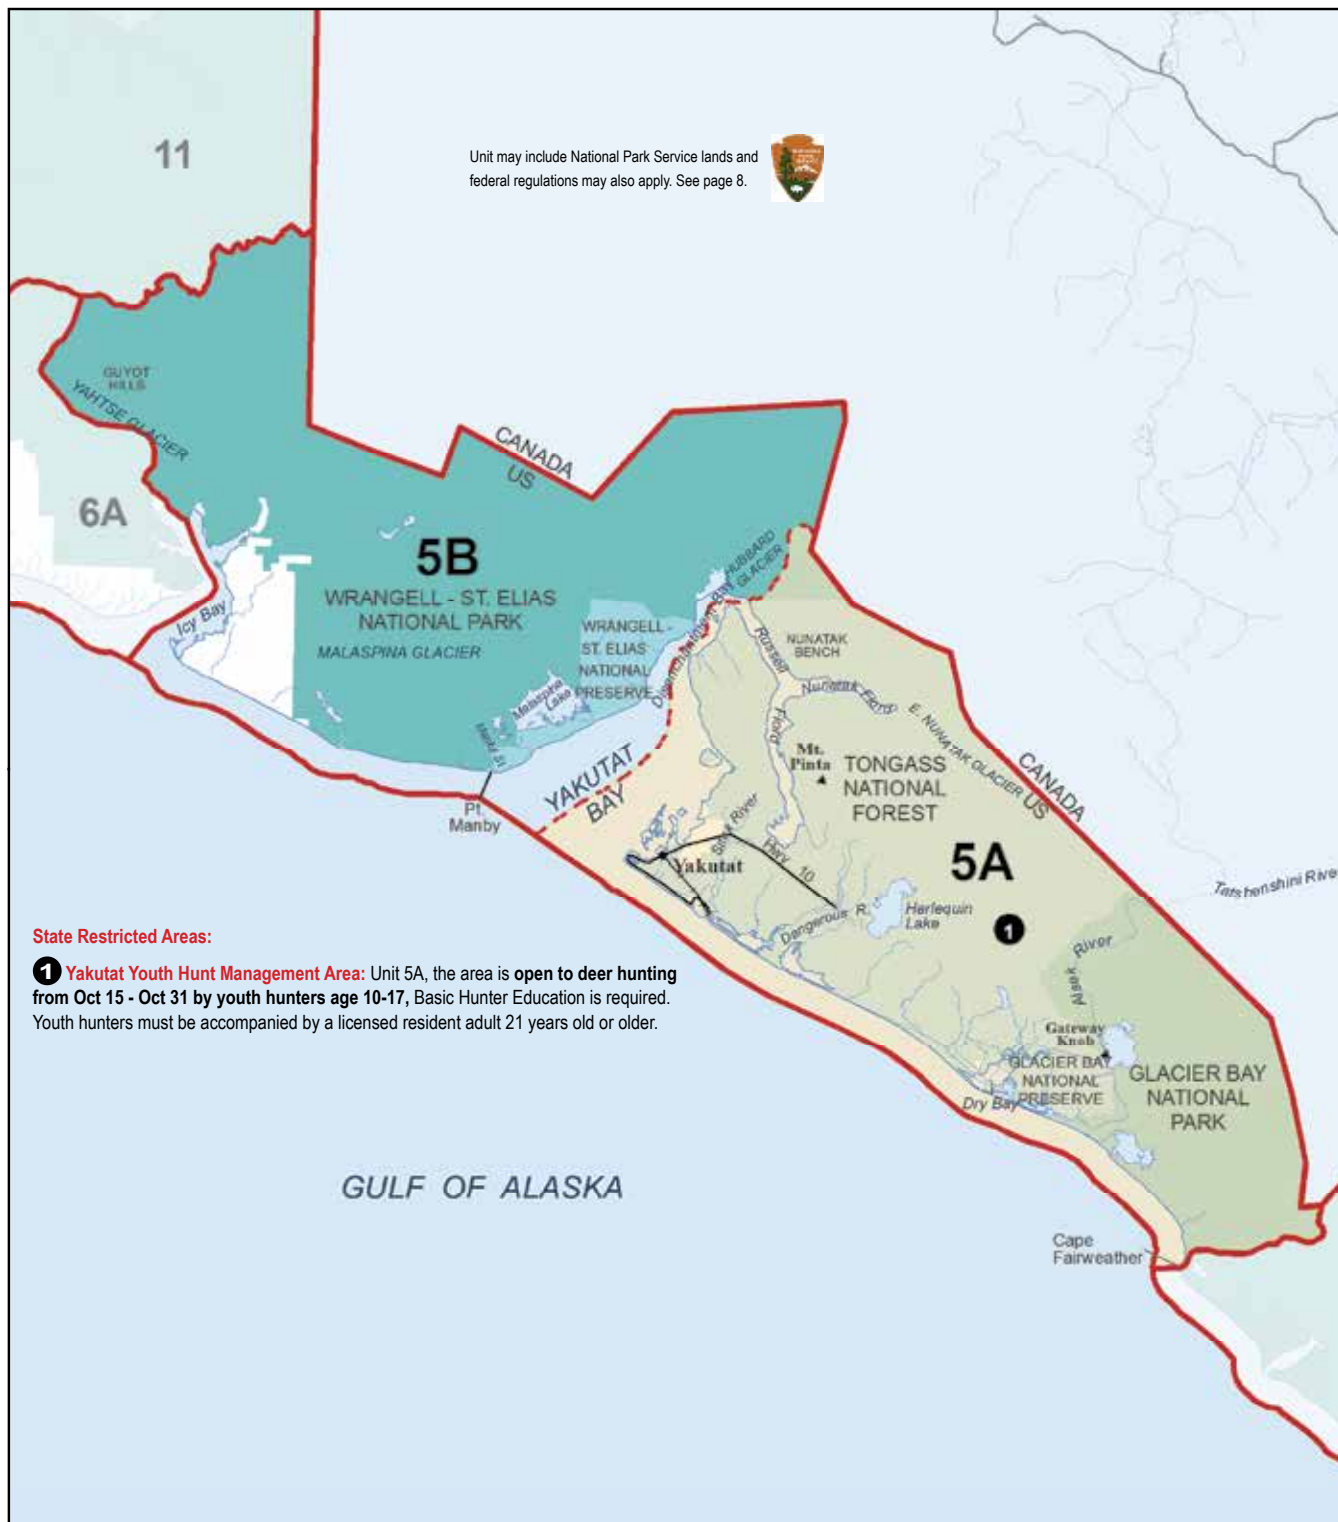 11
Unit may include National Park Service lands and
federal regulations may also apply. See page 8.
GUYOT
HILLS
YAHTSE GLACIER
CANADA
US
6A
5B
WRANGELL - ST. ELIAS
NATIONAL PARK
MALASPINA GLACIER
Icy Bay
HUBBARD
GLACIER
WRANGELL -
ST. ELIAS
NATIONAL
PRESERVE
Disenchantment Bay
Malaspina
Lake
Russell
Fiord
NUNATAK
BENCH
Nunatak Fiord
E. NUNATAK GLACIER
CANADA
US
YAKUTAT
BAY
Pt.
Manby
Mt.
Pinta
TONGASS
NATIONAL
FOREST
River
Yakutat
Hwy 10
5A
Dangerous R.
Harlequin
Lake
1
Tatshenshini River
Alsek River
State Restricted Areas:
1 Yakutat Youth Hunt Management Area: Unit 5A, the area is open to deer hunting
from Oct 15 - Oct 31 by youth hunters age 10-17, Basic Hunter Education is required.
Youth hunters must be accompanied by a licensed resident adult 21 years old or older.
Gateway
Knob
GLACIER BAY
NATIONAL
PRESERVE
Dry Bay
GLACIER BAY
NATIONAL
PARK
GULF OF ALASKA
Cape
Fairweather